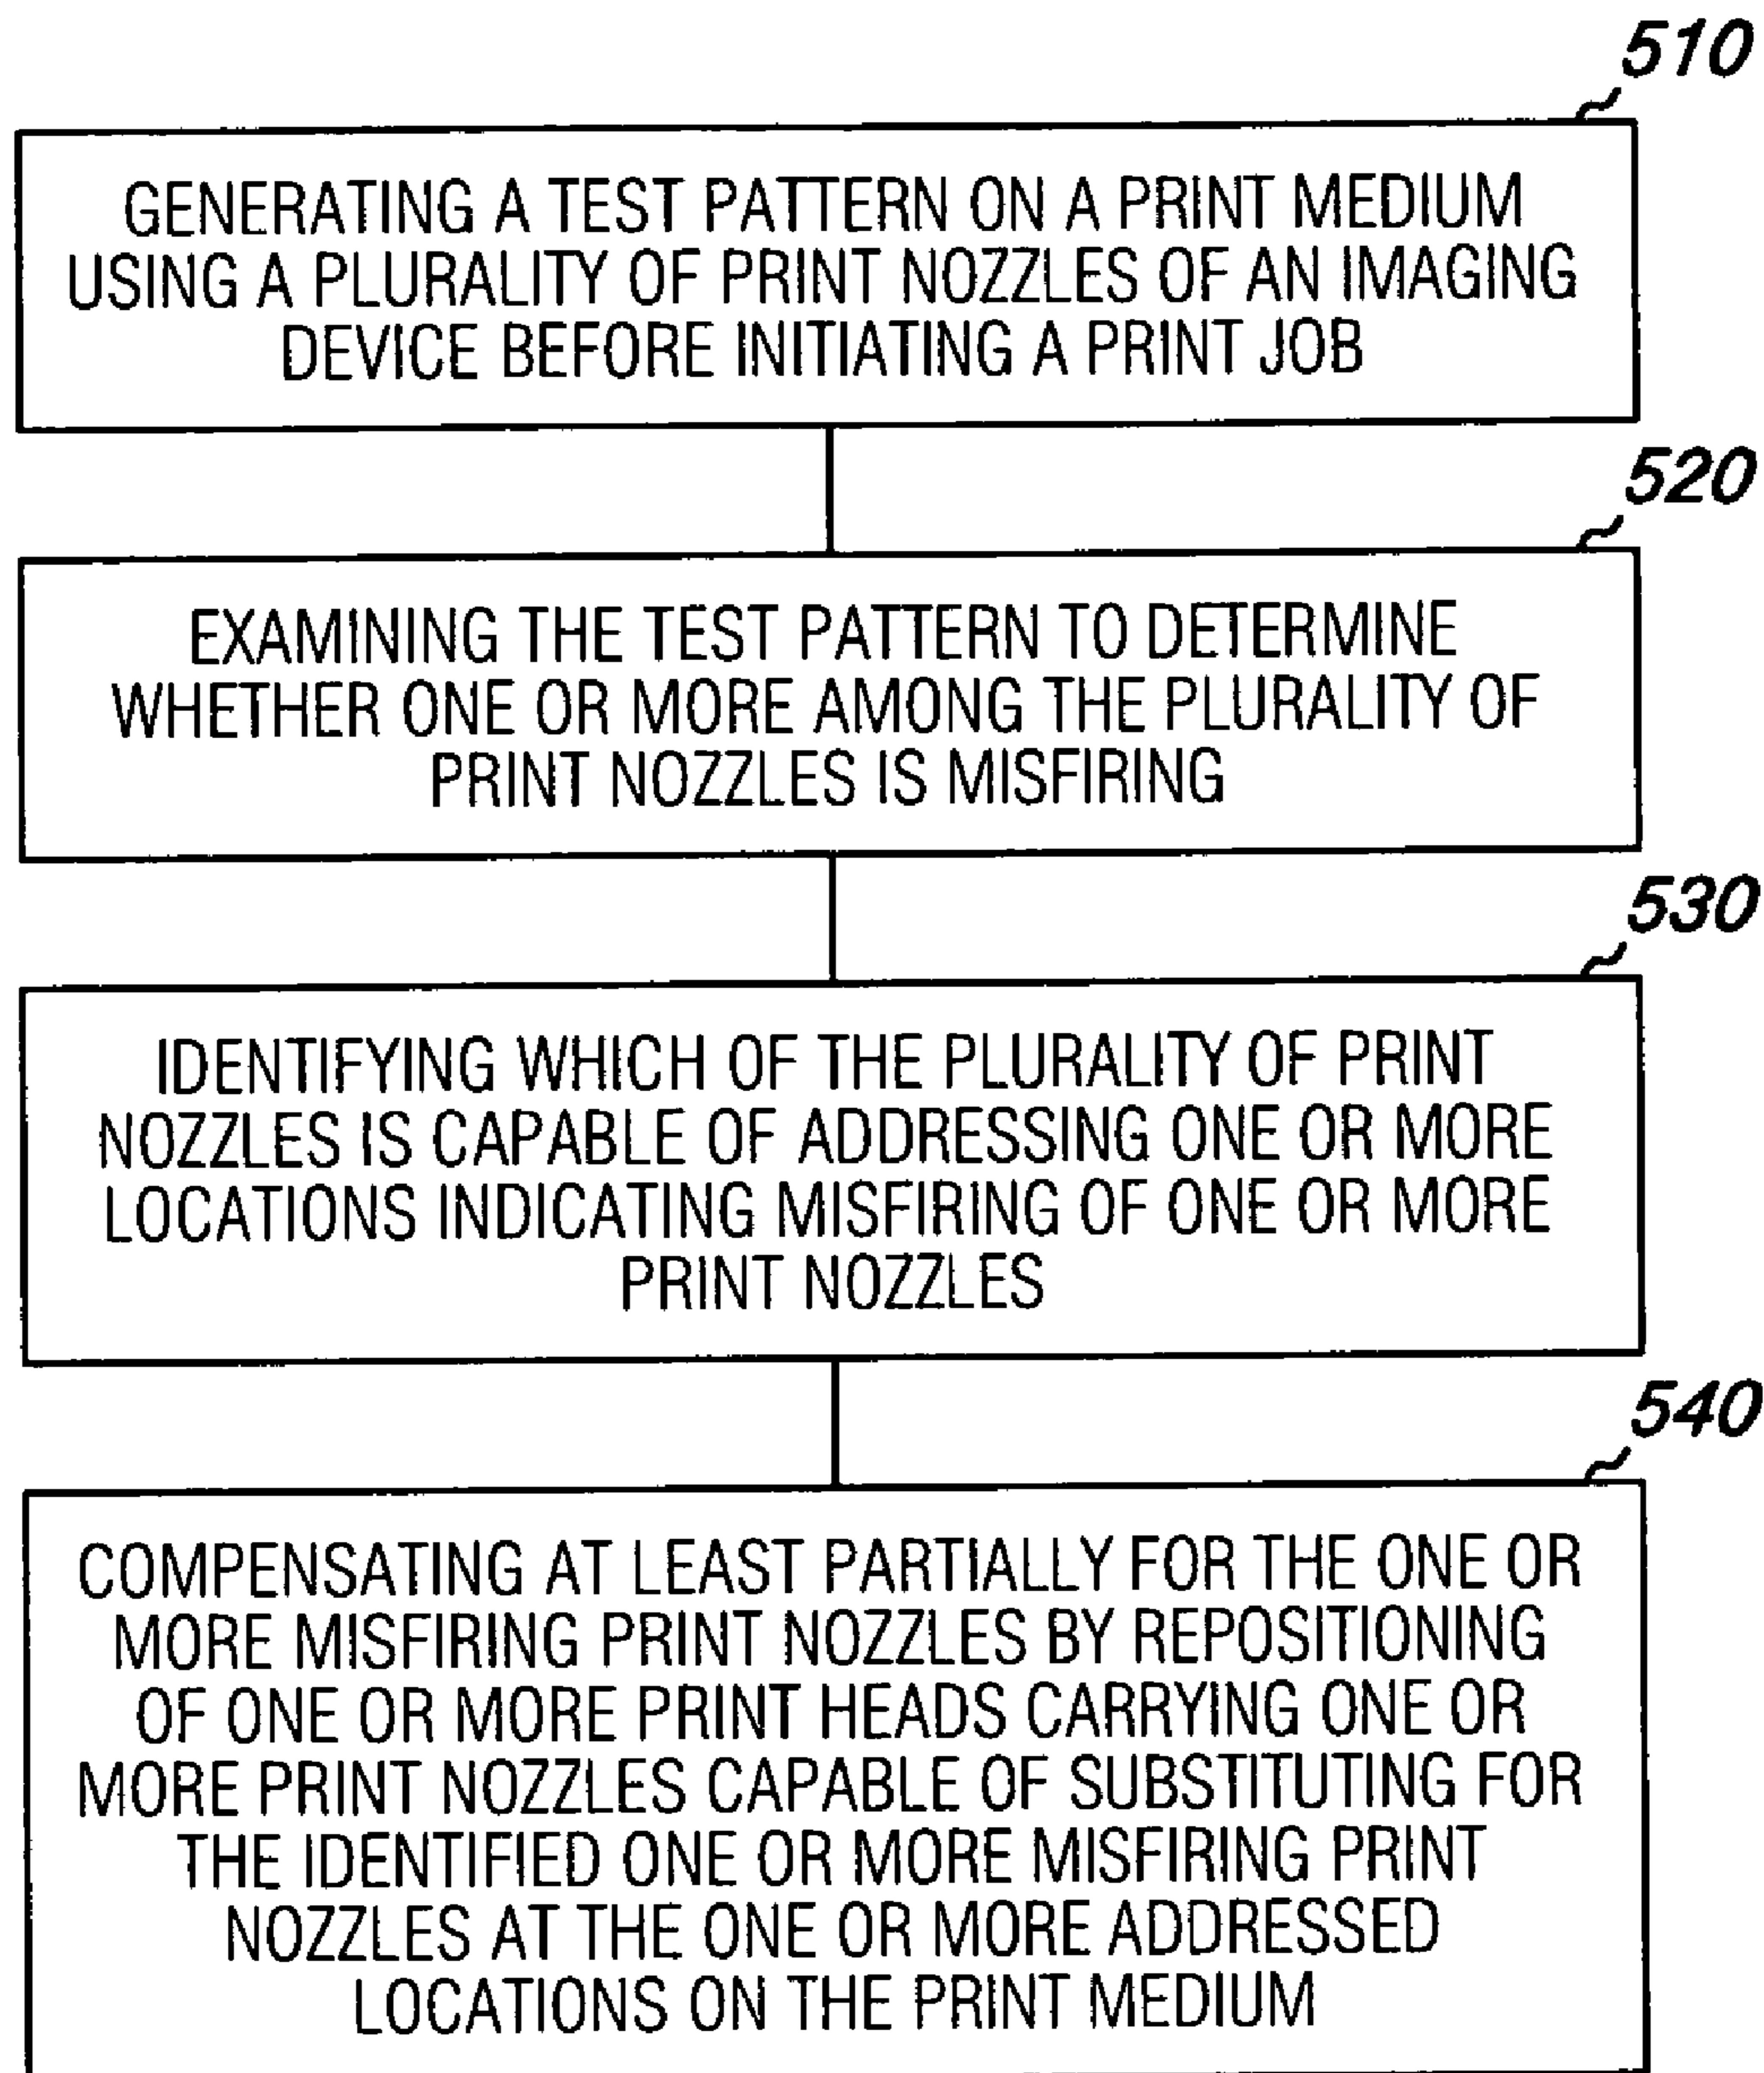 510
GENERATING A TEST PATTERN ON A PRINT MEDIUM
USING A PLURALITY OF PRINT NOZZLES OF AN IMAGING
DEVICE BEFORE INITIATING A PRINT JOB
520
EXAMINING THE TEST PATTERN TO DETERMINE
WHETHER ONE OR MORE AMONG THE PLURALITY OF
PRINT NOZZLES IS MISFIRING
530
IDENTIFYING WHICH OF THE PLURALITY OF PRINT
NOZZLES IS CAPABLE OF ADDRESSING ONE OR MORE
LOCATIONS INDICATING MISFIRING OF ONE OR MORE
PRINT NOZZLES
540
COMPENSATING AT LEAST PARTIALLY FOR THE ONE OR
MORE MISFIRING PRINT NOZZLES BY REPOSITIONING
OF ONE OR MORE PRINT HEADS CARRYING ONE OR
MORE PRINT NOZZLES CAPABLE OF SUBSTITUTING FOR
THE IDENTIFIED ONE OR MORE MISFIRING PRINT
NOZZLES AT THE ONE OR MORE ADDRESSED
LOCATIONS ON THE PRINT MEDIUM